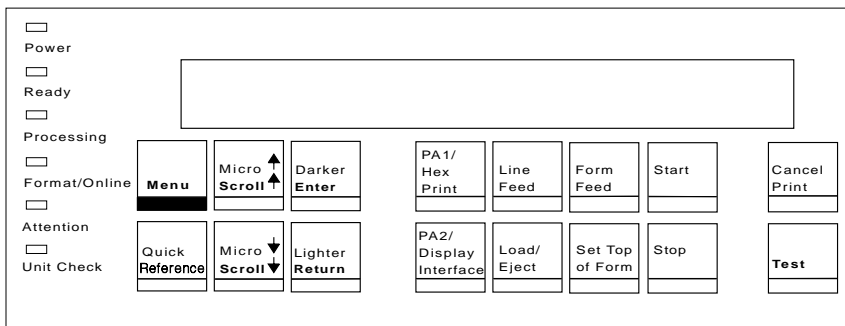 Power
Ready
Processing
Format/Online
Attention
Unit Check
Menu
Micro
Scroll
Darker
Enter
PA1/
Hex
Print
Line
Feed
Form
Feed
Start
Cancel
Print
Quick
Reference
Micro
Scroll
Lighter
Return
PA2/
Display
Interface
Load/
Eject
Set Top
of Form
Stop
Test